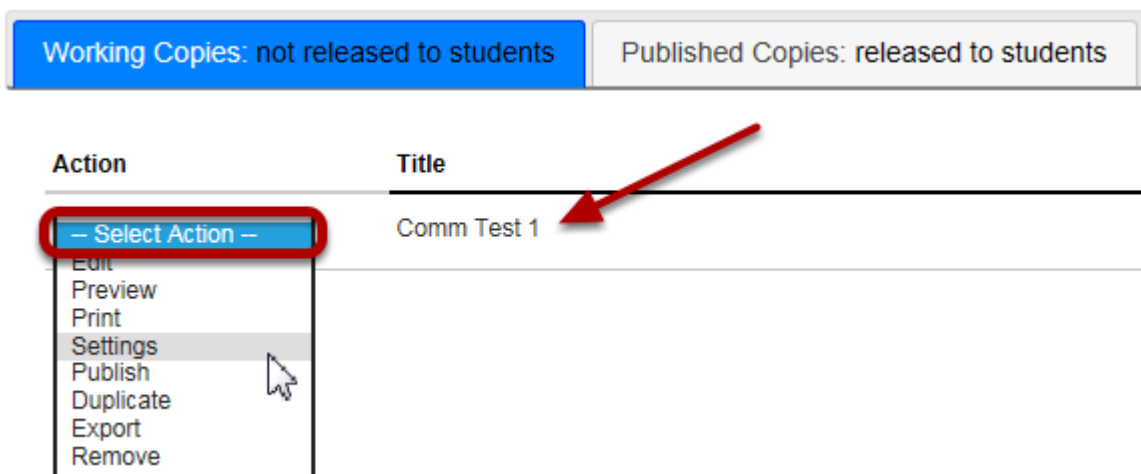 Working Copies: not released to students
Published Copies: released to students
Action
Title
-- Select Action --
Comm Test 1
Edit
Preview
Print
Settings
Publish
Duplicate
Export
Remove